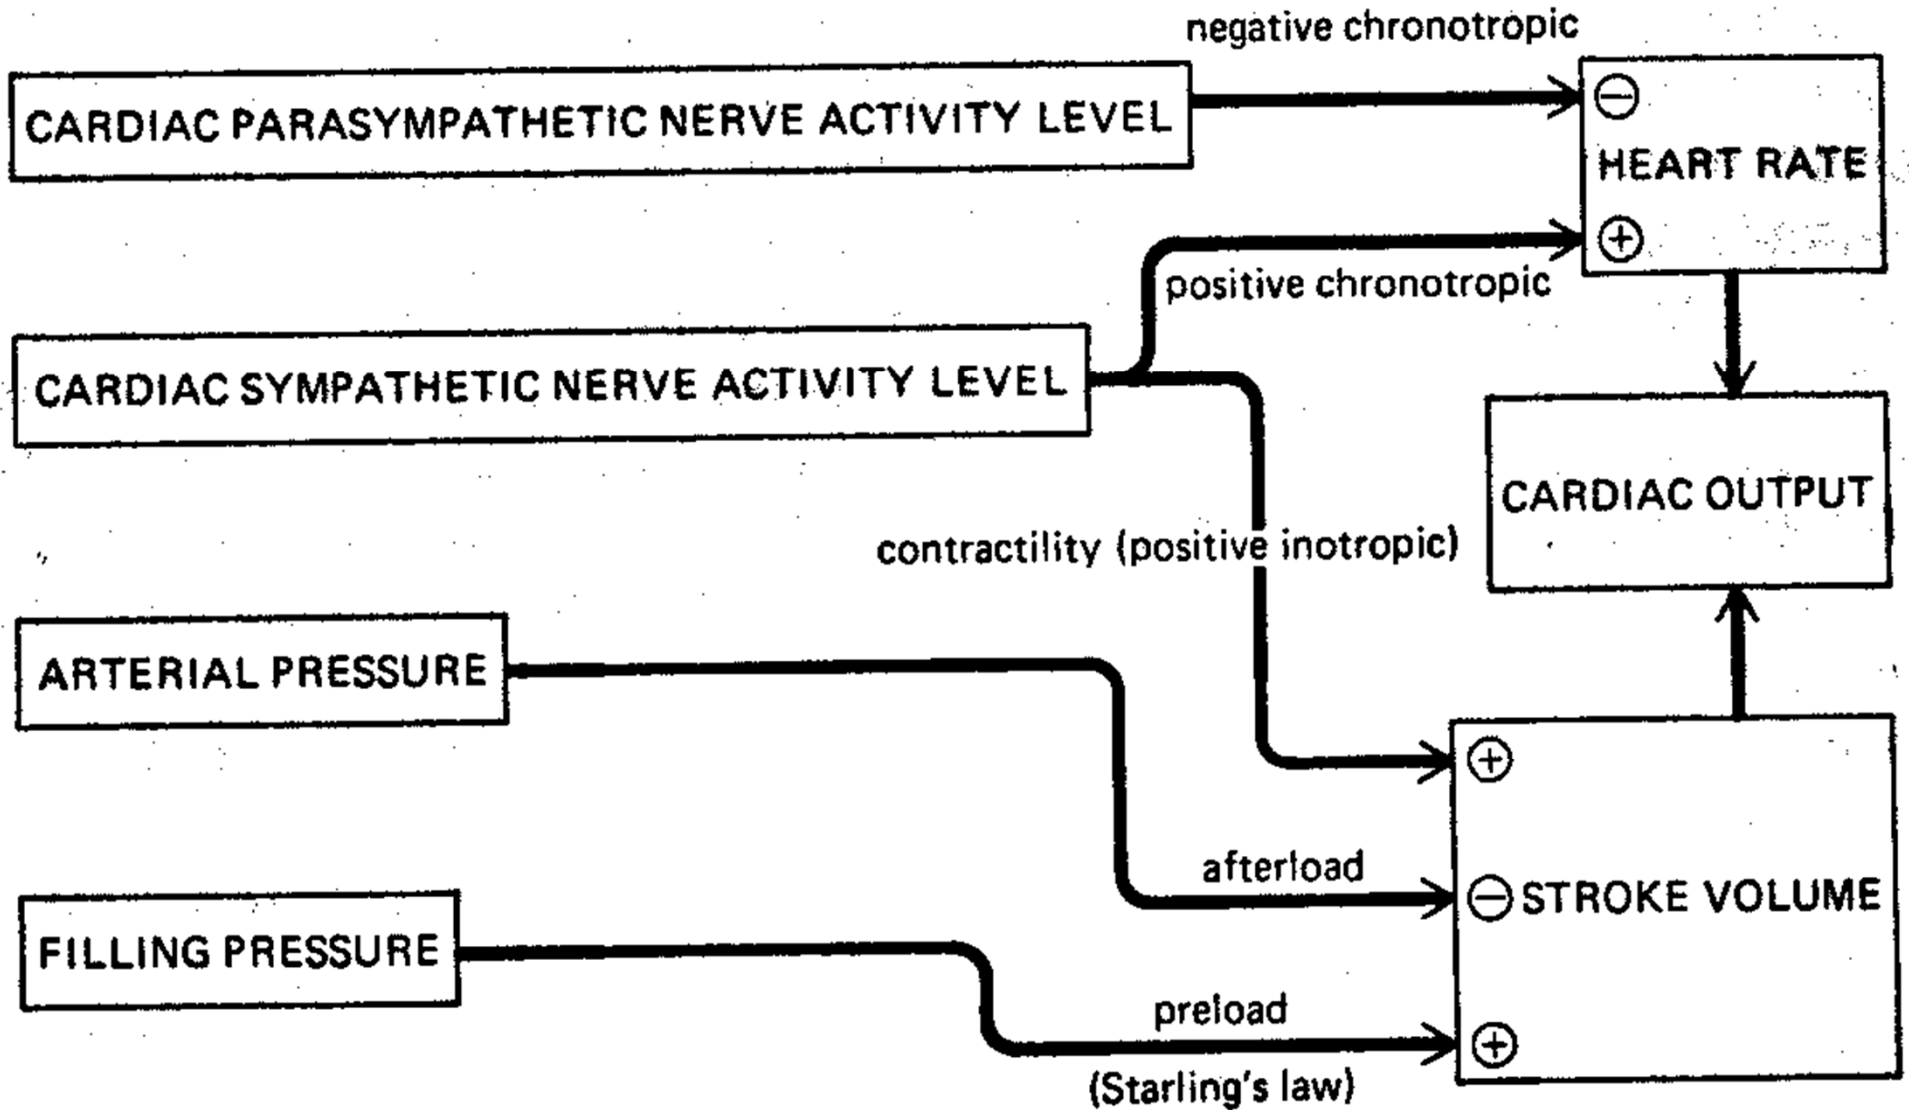 negative chronotropic
CARDIAC PARASYMPATHETIC NERVE ACTIVITY LEVEL
⊖
HEART RATE
⊕
positive chronotropic
CARDIAC SYMPATHETIC NERVE ACTIVITY LEVEL
CARDIAC OUTPUT
contractility (positive inotropic)
ARTERIAL PRESSURE
⊕
afterload
⊖ STROKE VOLUME
FILLING PRESSURE
preload
⊕
(Starling's law)